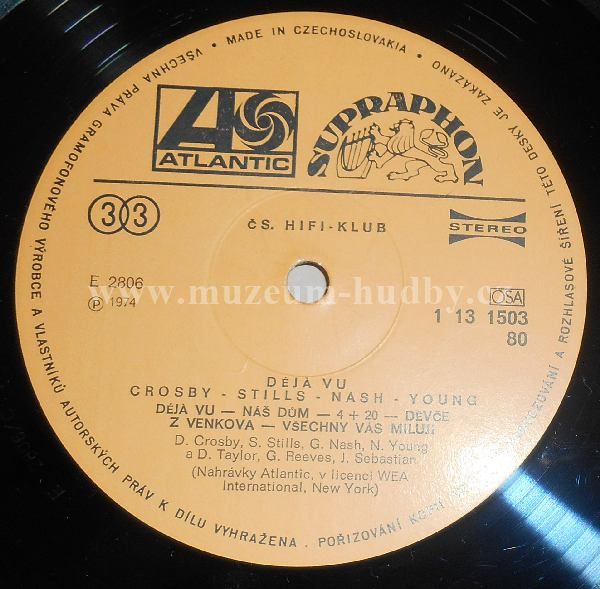 VŠECHNA PRÁVA GRAMOFONOVÉHO VÝROBCE A VLASTNÍKŮ AUTORSKÝCH PRÁV K DÍLU VYHRAŽENA . POŘIZOVÁNÍ KOPIÍ
A ROZHLASOVÉ ŠÍŘENÍ TÉTO DESKY JE ZAKÁZÁNO • MADE IN CZECHOSLOVAKIA •
ATLANTIC
SUPRAPHON
33
ČS. HIFI-KLUB
STEREO
E 2806
℗ 1974
www.muzeum-hudby.c
OSA
1 13 1503
80
DÉJÀ VU
CROSBY - STILLS - NASH - YOUNG
DÉJÀ VU — NÁŠ DŮM — 4 + 20 — DĚVČE
Z VENKOVA — VŠECHNY VÁS MILUJI
D. Crosby, S. Stills, G. Nash, N. Young
a D. Taylor, G. Reeves, J. Sebastian
(Nahrávky Atlantic, v licenci WEA
International, New York)